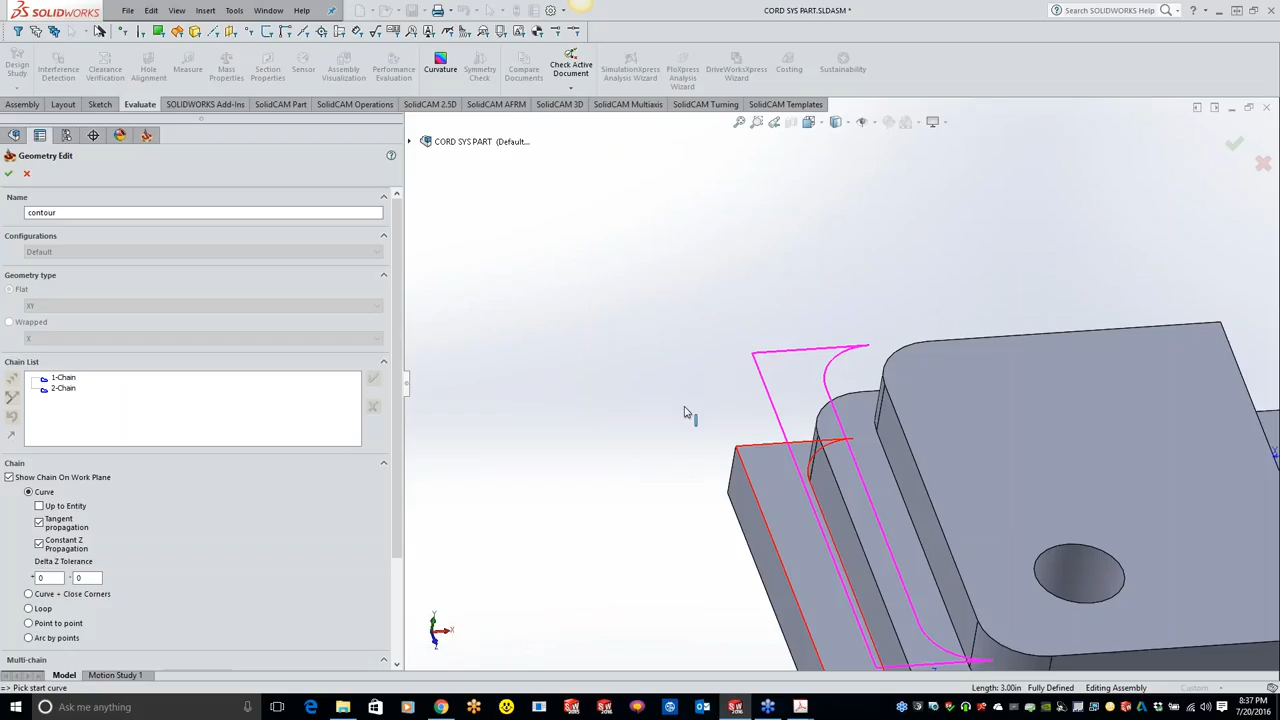 SOLIDWORKS
File Edit View Insert Tools Window Help
CORD SYS PART.SLDASM *
Search SOLIDWORKS Help
Design Study
Interference Detection
Clearance Verification
Hole Alignment
Measure
Mass Properties
Section Properties
Sensor
Assembly Visualization
Performance Evaluation
Curvature
Symmetry Check
Compare Documents
Check Active Document
SimulationXpress Analysis Wizard
FloXpress Analysis Wizard
DriveWorksXpress Wizard
Costing
Sustainability
Assembly Layout Sketch Evaluate SOLIDWORKS Add-Ins SolidCAM Part SolidCAM Operations SolidCAM 2.5D SolidCAM AFRM SolidCAM 3D SolidCAM Multiaxis SolidCAM Turning SolidCAM Templates
CORD SYS PART (Default...
Geometry Edit
Name
contour
Configurations
Default
Geometry type
Flat
XY
Wrapped
X
Chain List
1-Chain
2-Chain
Chain
Show Chain On Work Plane
Curve
Up to Entity
Tangent propagation
Constant Z Propagation
Delta Z Tolerance
+ 0 - 0
Curve + Close Corners
Loop
Point to point
Arc by points
Multi-chain
Y
X
Z
Model Motion Study 1
=> Pick start curve
Length: 3.00in Fully Defined Editing Assembly Custom
Ask me anything
8:37 PM
7/20/2016